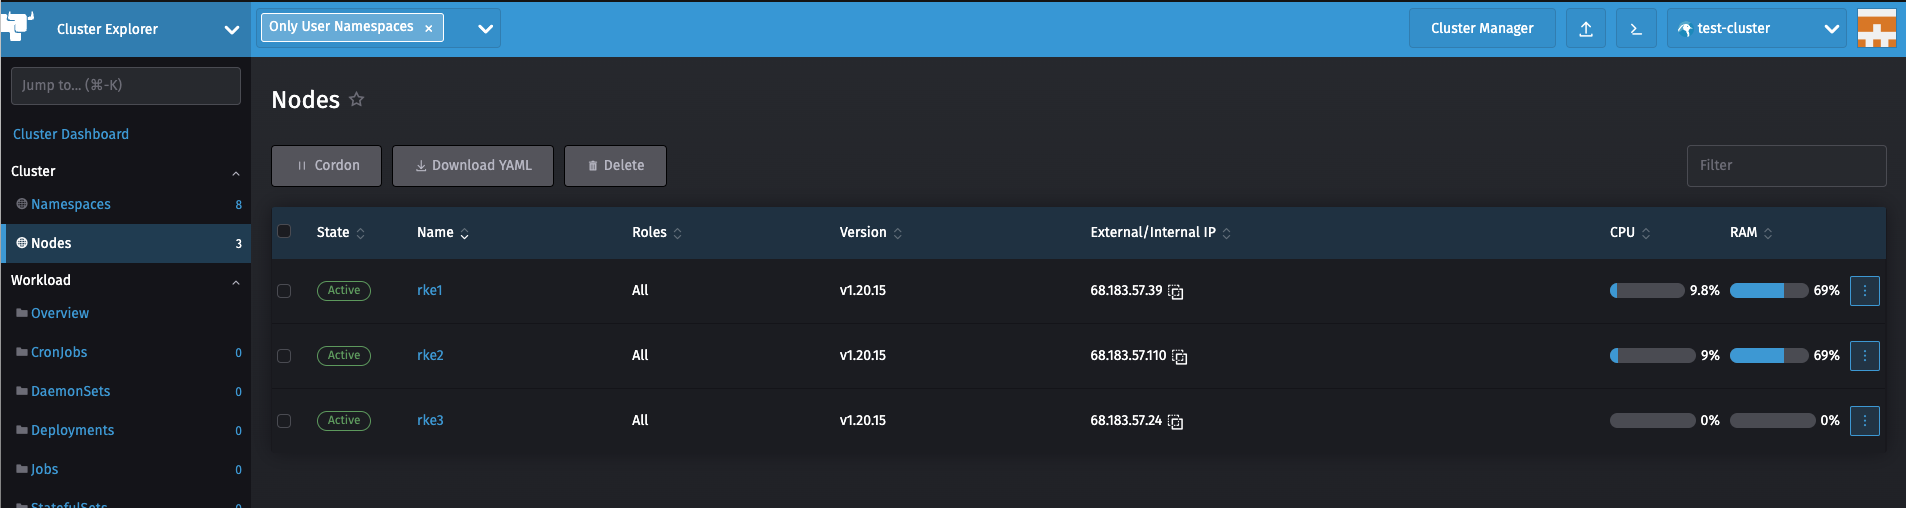 Cluster Explorer
Only User Namespaces ×
Cluster Manager
test-cluster
Jump to... (⌘-K)
Cluster Dashboard
Cluster
Namespaces 8
Nodes 3
Workload
Overview
CronJobs 0
DaemonSets 0
Deployments 0
Jobs 0
StatefulSets 0
Nodes
Cordon
Download YAML
Delete
Filter
State Name Roles Version External/Internal IP CPU RAM
Active rke1 All v1.20.15 68.183.57.39 9.8% 69%
Active rke2 All v1.20.15 68.183.57.110 9% 69%
Active rke3 All v1.20.15 68.183.57.24 0% 0%